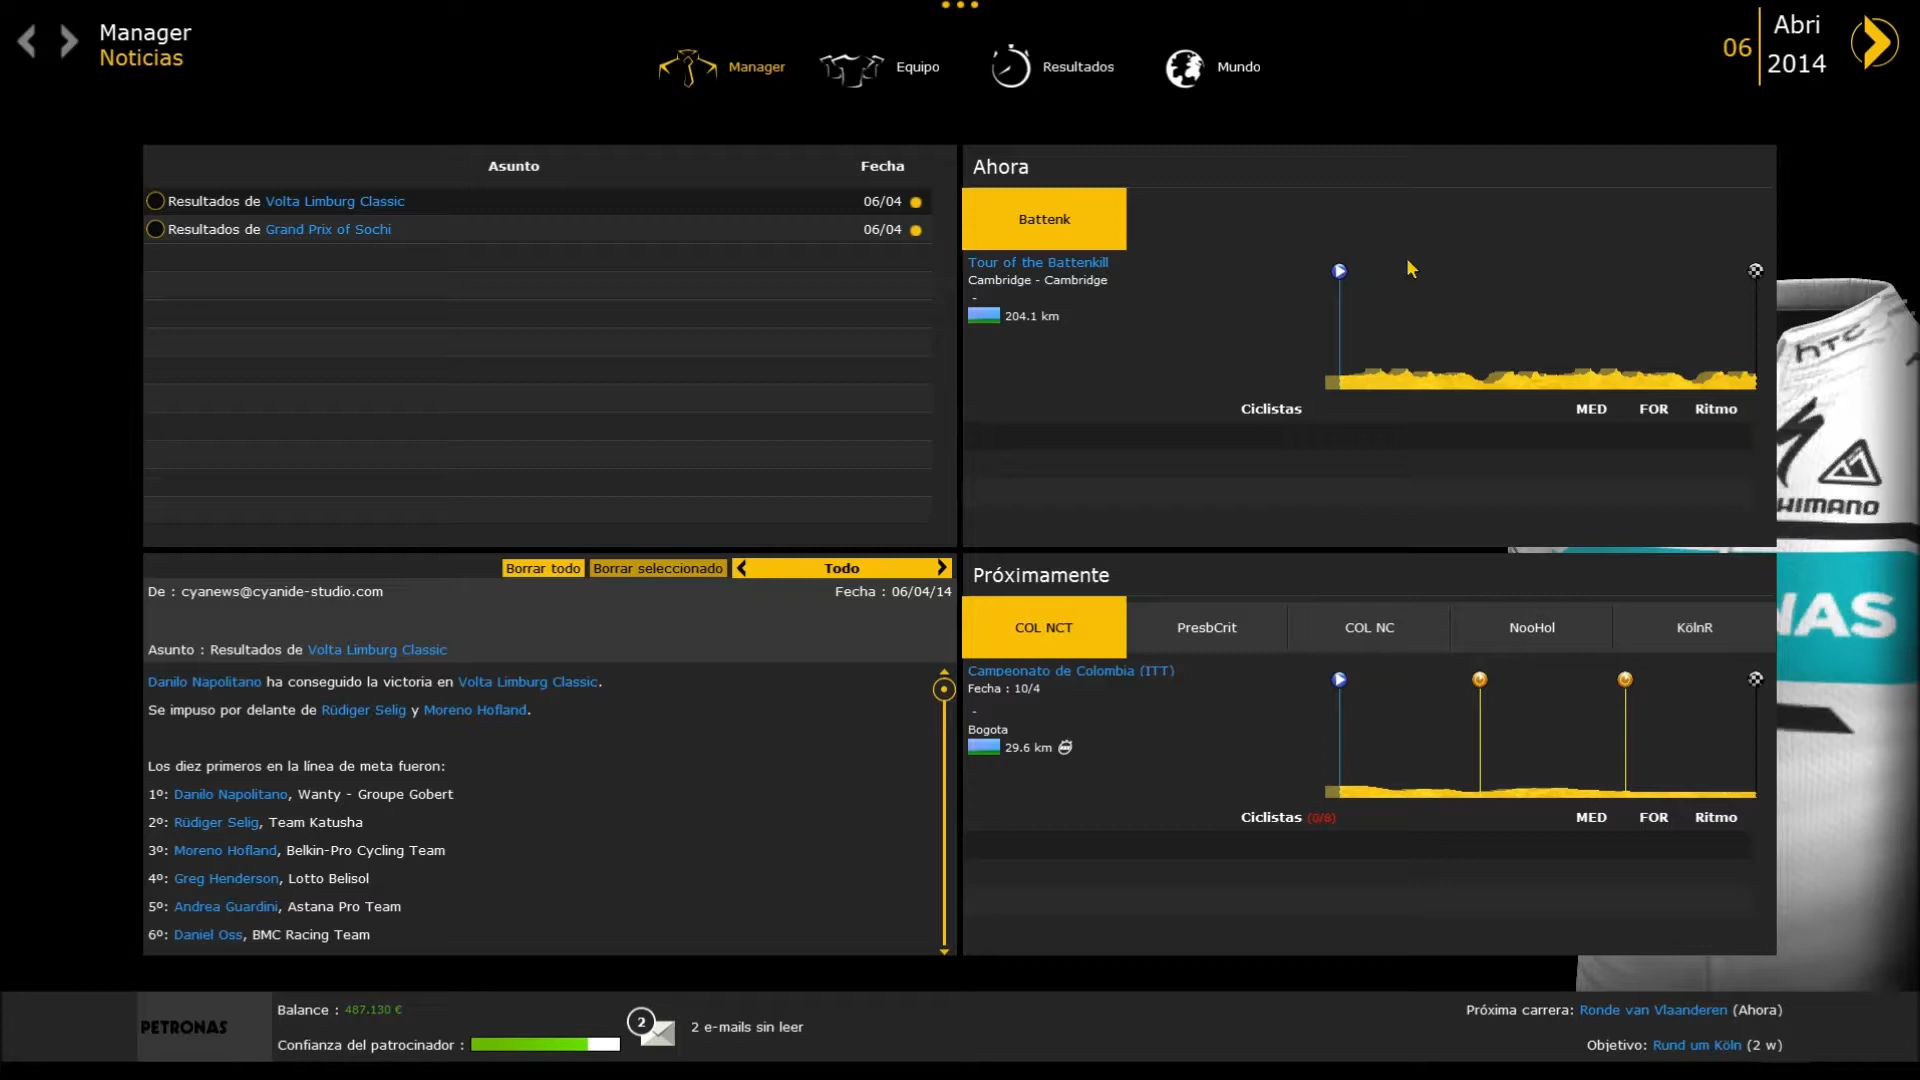 Manager
Noticias
Manager
Equipo
Resultados
Mundo
06
Abri
2014
Asunto Fecha
Resultados de Volta Limburg Classic 06/04
Resultados de Grand Prix of Sochi 06/04
Ahora
Battenk
Tour of the Battenkill
Cambridge - Cambridge
-
204.1 km
Ciclistas MED FOR Ritmo
Borrar todo Borrar seleccionado Todo
De : cyanews@cyanide-studio.com Fecha : 06/04/14
Asunto : Resultados de Volta Limburg Classic
Danilo Napolitano ha conseguido la victoria en Volta Limburg Classic.
Se impuso por delante de Rüdiger Selig y Moreno Hofland.
Los diez primeros en la línea de meta fueron:
1º: Danilo Napolitano, Wanty - Groupe Gobert
2º: Rüdiger Selig, Team Katusha
3º: Moreno Hofland, Belkin-Pro Cycling Team
4º: Greg Henderson, Lotto Belisol
5º: Andrea Guardini, Astana Pro Team
6º: Daniel Oss, BMC Racing Team
Próximamente
COL NCT PresbCrit COL NC NooHol KölnR
Campeonato de Colombia (ITT)
Fecha : 10/4
-
Bogota
29.6 km
Ciclistas (0/8) MED FOR Ritmo
hTC
HIMANO
NAS
PETRONAS
Balance : 487.130 €
Confianza del patrocinador :
2
2 e-mails sin leer
Próxima carrera: Ronde van Vlaanderen (Ahora)
Objetivo: Rund um Köln (2 w)